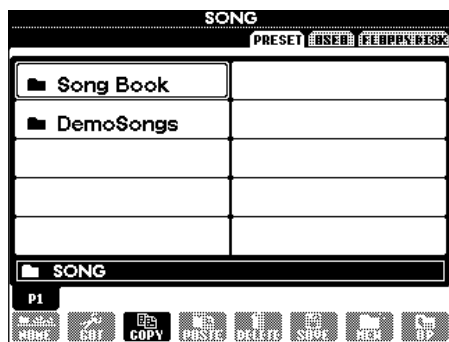 SONG
PRESET USER FLOPPY DISK
Song Book
DemoSongs
SONG
P1
NAME CUT COPY PASTE DELETE SAVE NEW UP